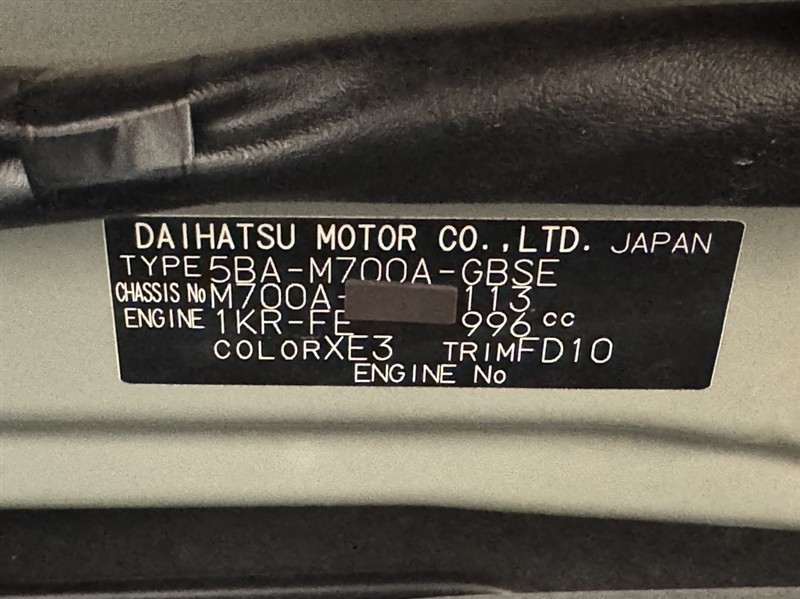 DAIHATSU MOTOR CO.,LTD. JAPAN
TYPE 5BA-M700A-GBSE
CHASSIS No M700A- 113
ENGINE 1KR-FE 996 cc
COLOR XE3 TRIM FD10
ENGINE No